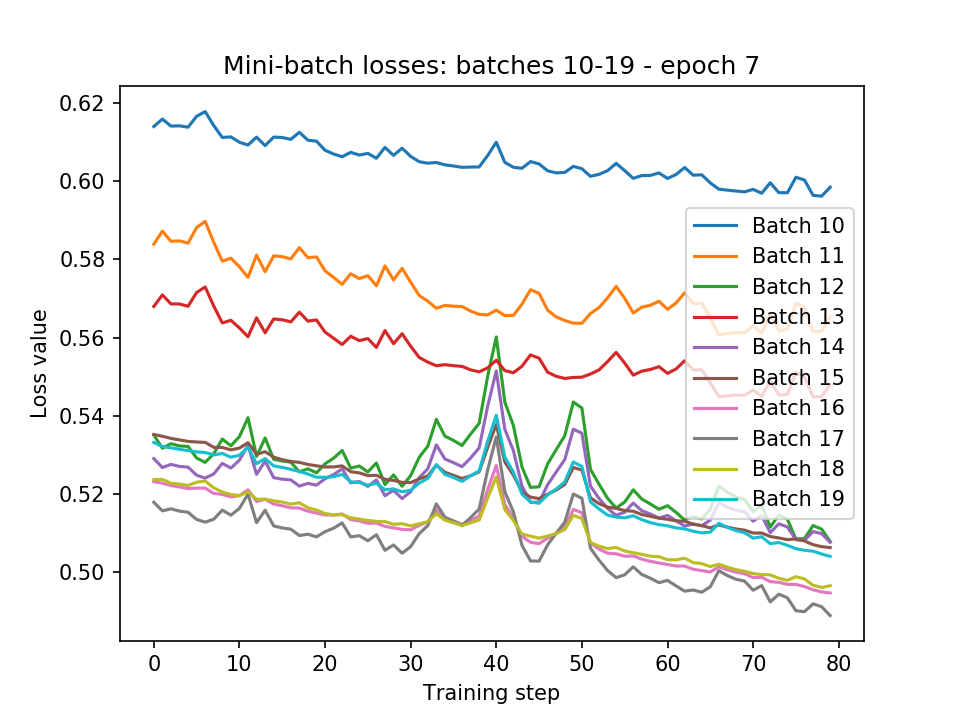 Mini-batch losses: batches 10-19 - epoch 7
0.62
0.60
0.58
0.56
0.54
0.52
0.50
Loss value
Batch 10
Batch 11
Batch 12
Batch 13
Batch 14
Batch 15
Batch 16
Batch 17
Batch 18
Batch 19
0 10 20 30 40 50 60 70 80
Training step